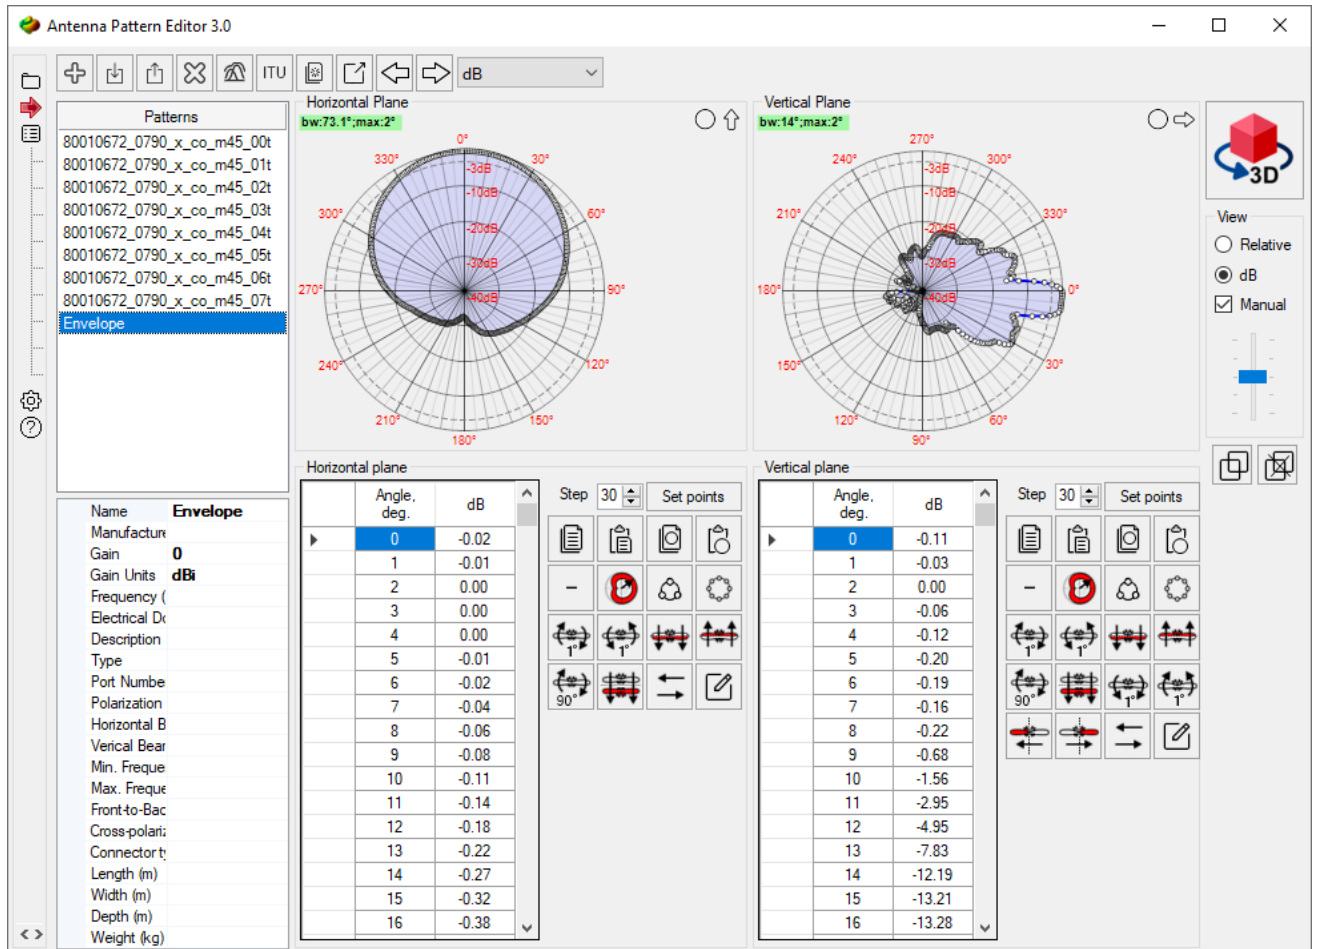 Antenna Pattern Editor 3.0
ITU
dB
Patterns
80010672_0790_x_co_m45_00t
80010672_0790_x_co_m45_01t
80010672_0790_x_co_m45_02t
80010672_0790_x_co_m45_03t
80010672_0790_x_co_m45_04t
80010672_0790_x_co_m45_05t
80010672_0790_x_co_m45_06t
80010672_0790_x_co_m45_07t
Envelope
Name Envelope
Manufacture
Gain 0
Gain Units dBi
Frequency (
Electrical Do
Description
Type
Port Numbe
Polarization
Horizontal B
Verical Bear
Min. Freque
Max. Freque
Front-to-Bac
Cross-polariz
Connector t
Length (m)
Width (m)
Depth (m)
Weight (kg)
Horizontal Plane
bw:73.1°;max:2°
0°
30°
60°
90°
120°
150°
180°
210°
240°
270°
300°
330°
-3dB
-10dB
-20dB
-30dB
-40dB
Vertical Plane
bw:14°;max:2°
270°
300°
330°
0°
30°
60°
90°
120°
150°
180°
210°
240°
-3dB
-10dB
-20dB
-30dB
-40dB
Horizontal plane
Angle, deg. dB
0 -0.02
1 -0.01
2 0.00
3 0.00
4 0.00
5 -0.01
6 -0.02
7 -0.04
8 -0.06
9 -0.08
10 -0.11
11 -0.14
12 -0.18
13 -0.22
14 -0.27
15 -0.32
16 -0.38
Step 30 Set points
1° 1°
90°
Vertical plane
Angle, deg. dB
0 -0.11
1 -0.03
2 0.00
3 -0.06
4 -0.12
5 -0.20
6 -0.19
7 -0.16
8 -0.22
9 -0.68
10 -1.56
11 -2.95
12 -4.95
13 -7.83
14 -12.19
15 -13.21
16 -13.28
Step 30 Set points
1° 1°
90° 1° 1°
3D
View
Relative
dB
Manual